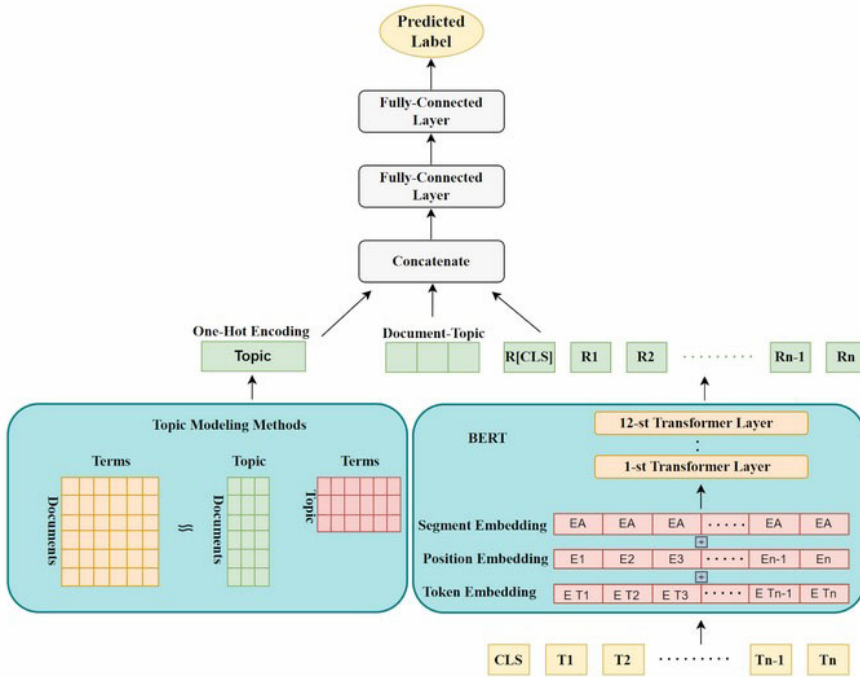 Predicted
Label
Fully-Connected
Layer
Fully-Connected
Layer
Concatenate
One-Hot Encoding
Topic
Document-Topic
R[CLS] R1 R2 ········ Rn-1 Rn
Topic Modeling Methods
Terms
Documents
≈
Topic
Documents
Terms
Topic
BERT
12-st Transformer Layer
:
1-st Transformer Layer
Segment Embedding EA EA EA ····· EA EA
+
Position Embedding E1 E2 E3 ····· En-1 En
+
Token Embedding E T1 E T2 E T3 ····· E Tn-1 E Tn
CLS T1 T2 ········· Tn-1 Tn